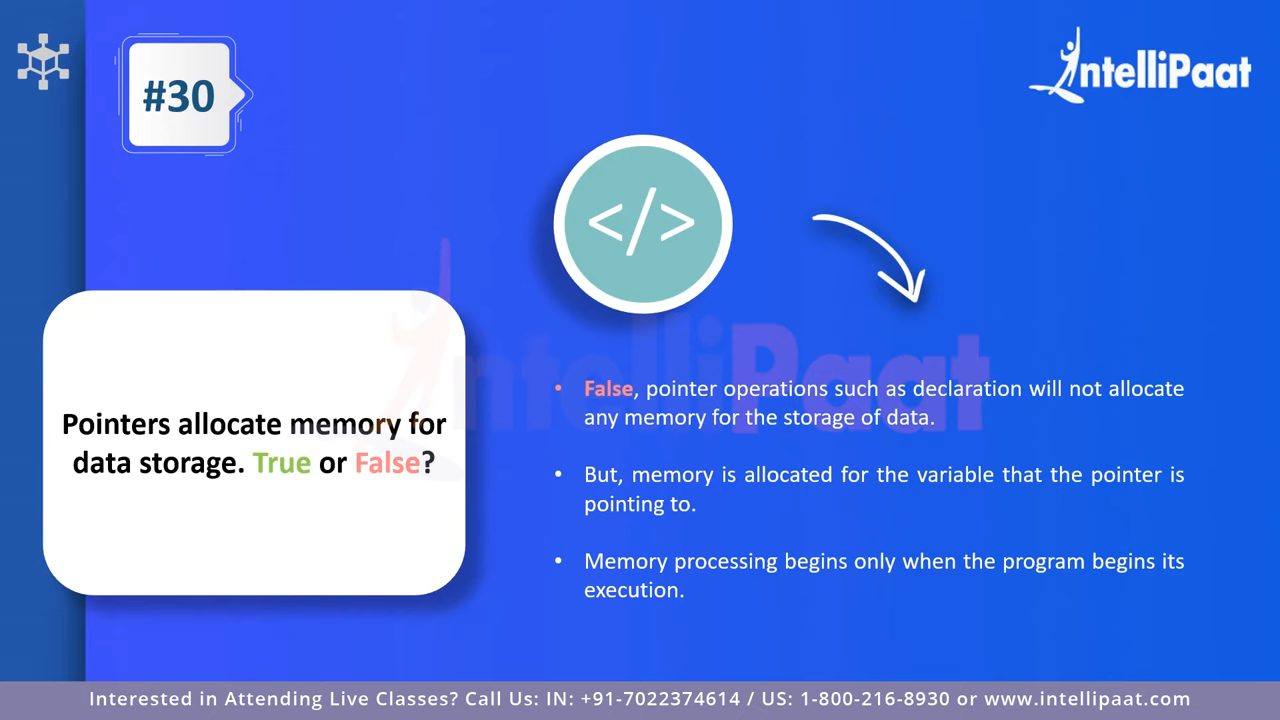 #30
IntelliPaat
</>
Pointers allocate memory for
data storage. True or False?
• False, pointer operations such as declaration will not allocate
any memory for the storage of data.
• But, memory is allocated for the variable that the pointer is
pointing to.
• Memory processing begins only when the program begins its
execution.
IntelliPaat
Interested in Attending Live Classes? Call Us: IN: +91-7022374614 / US: 1-800-216-8930 or www.intellipaat.com